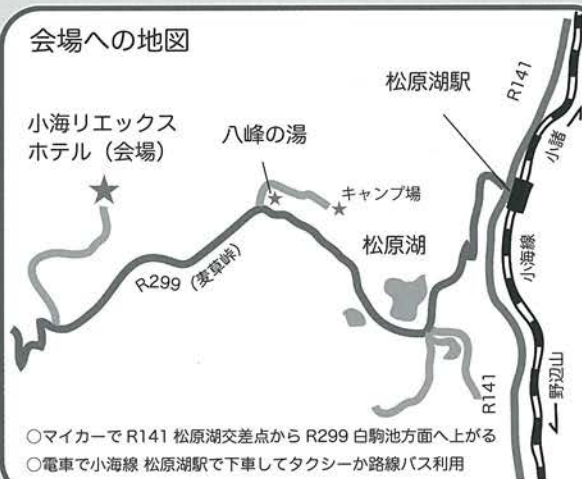 会場への地図
松原湖駅
R141
小海リエックス
ホテル（会場）
八峰の湯
キャンプ場
小諸
松原湖
小海線
R299（麦草峠）
R141
野辺山
○マイカーで R141 松原湖交差点から R299 白駒池方面へ上がる
○電車で小海線 松原湖駅で下車してタクシーか路線バス利用